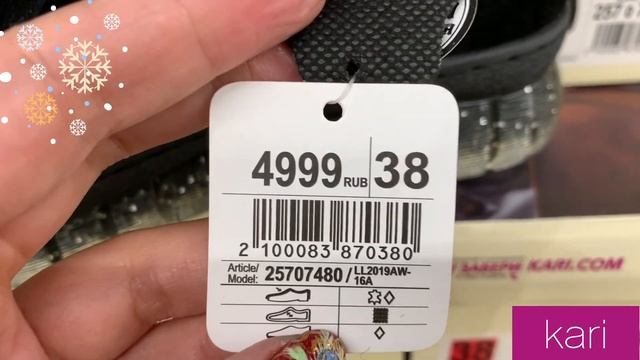 4999 RUB 38
2 100083 870380
Article/ Model: 25707480 / LL2019AW-16A
KARI.COM
kari